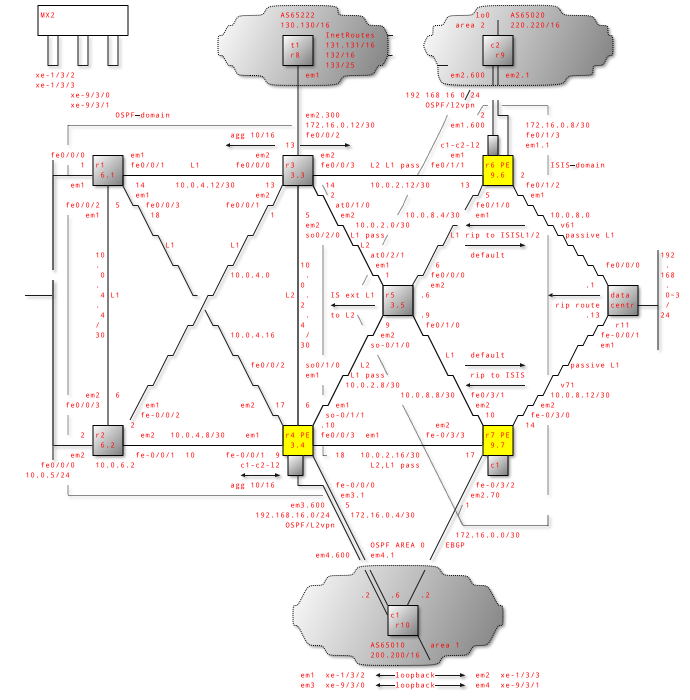 MX2
xe-1/3/2
xe-1/3/3
xe-9/3/0
xe-9/3/1
OSPF-domain
AS65222
130.130/16
InetRoutes
131.131/16
132/16
133/25
t1
r8
em1
lo0
area 2
AS65020
220.220/16
c2
r9
em2.600
em2.1
192 168 16 0/24
OSPF/l2vpn
em1.600
c1-c2-l2
172.16.0.8/30
fe0/1/3
em1.1
ISIS-domain
em2.300
172.16.0.12/30
fe0/0/2
agg 10/16
13
fe0/0/0
1
r1
6.1
em2
fe0/0/1
L1
em2
fe0/0/0
r3
3.3
em2
fe0/0/3
L2 L1 pass
em1
fe0/1/1
r6 PE
9.6
2
fe0/1/2
em1
14
10.0.4.12/30
13
14
10.0.2.12/30
13
fe0/0/2
em1
5
em1
fe0/0/3
18
fe0/0/1
em1
2
at0/1/0
em2
5
em2
so0/2/0
10.0.2.0/30
L1 pass
L2
10.0.8.4/30
5
fe0/1/0
em1
10.0.8.0
v61
passive L1
L1
L1
L1
rip to ISISL1/2
default
at0/2/1
em1
1
6
fe0/0/0
em2
10
.
0
.
4
.
4/
30
L1
10.0.4.0
L2
10
.
0
.
2
.
4/
30
IS ext L1
to L2
r5
3.5
.6
.9
fe0/1/0
em1
9
em2
so-0/1/0
.1
rip route
.13
fe0/0/0
data
centr
r11
fe-0/1/0
em1
192
.
168
.
0-3
/
24
10.0.4.16
fe0/0/2
em2
so0/1/0
em1
L2
L1 pass
10.0.2.8/30
L1
default
rip to ISIS
passive L1
v71
10.0.8.12/30
10.0.8.8/30
fe0/3/1
em2
em2
fe-0/3/0
6
em1
fe-0/0/2
17
6
em1
so-0/1/1
.10
10
14
2
2
r2
6.2
em2
10.0.4.8/30
em1
r4 PE
3.4
fe0/0/3
em1
em2
fe-0/3/3
r7 PE
9.7
fe0/0/0
em2
fe-0/0/1
10
fe-0/0/1
9
18
10.0.2.16/30
17
10.0.5/24
10.0.6.2
c1-c2-l2
L2,L1 pass
c1
agg 10/16
fe-0/0/0
em3.1
fe-0/3/2
em2.70
em3.600
5
1
192.168.16.0/24
172.16.0.4/30
OSPF/L2vpn
172.16.0.0/30
OSPF AREA 0
EBGP
em4.600
em4.1
.2
.6
.2
c1
r10
AS65010
200.200/16
area 1
em1 xe-1/3/2 loopback em2 xe-1/3/3
em3 xe-9/3/0 loopback em4 xe-9/3/1